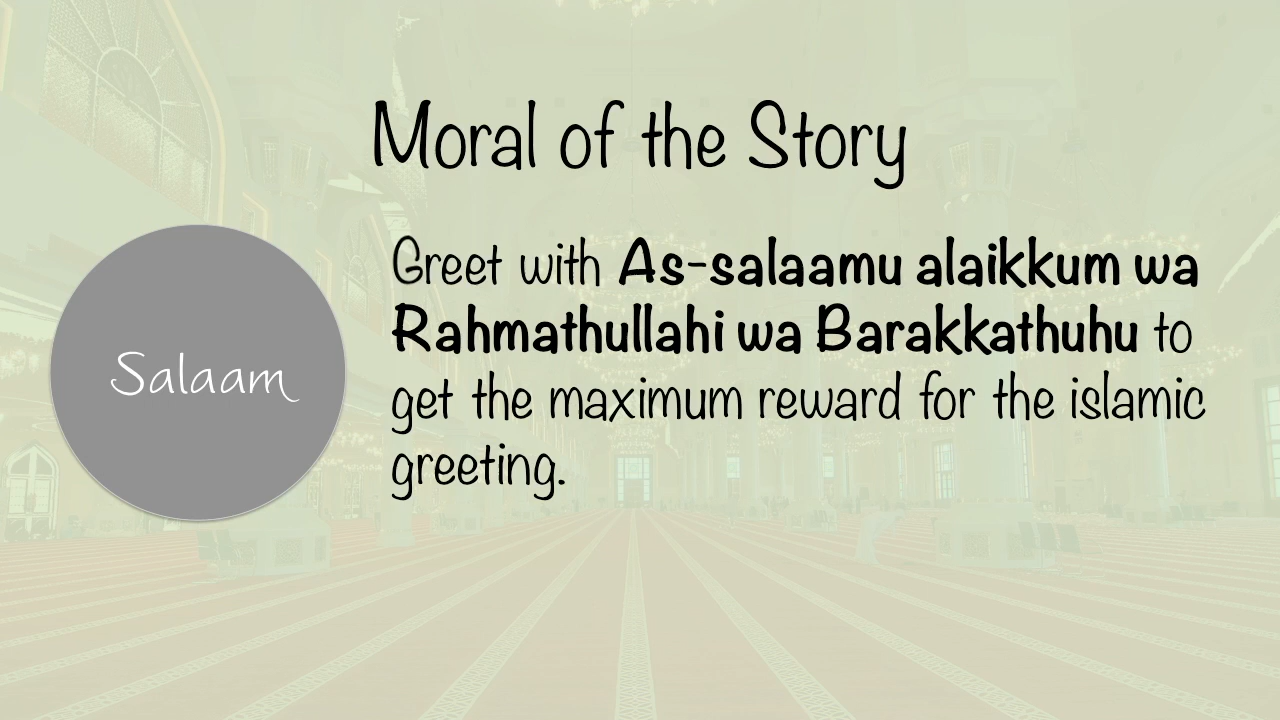 Moral of the Story
Salaam
Greet with As-salaamu alaikkum wa
Rahmathullahi wa Barakkathuhu to
get the maximum reward for the islamic
greeting.